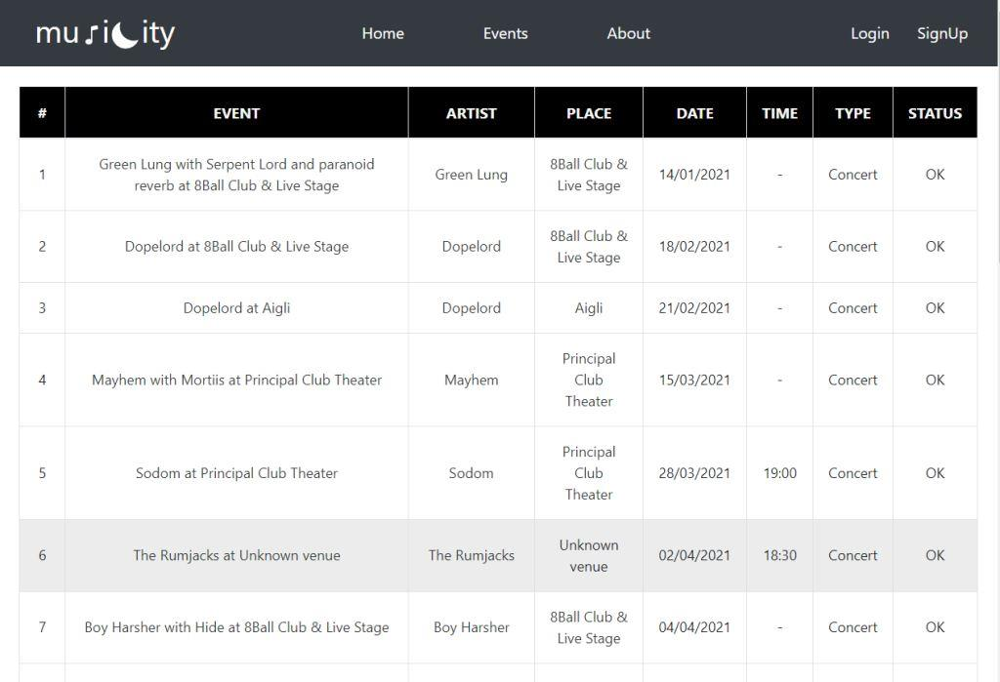 mu♪i☾ity Home Events About Login SignUp
# EVENT ARTIST PLACE DATE TIME TYPE STATUS
1 Green Lung with Serpent Lord and paranoid
reverb at 8Ball Club & Live Stage Green Lung 8Ball Club &
Live Stage 14/01/2021 - Concert OK
2 Dopelord at 8Ball Club & Live Stage Dopelord 8Ball Club &
Live Stage 18/02/2021 - Concert OK
3 Dopelord at Aigli Dopelord Aigli 21/02/2021 - Concert OK
4 Mayhem with Mortiis at Principal Club Theater Mayhem Principal
Club
Theater 15/03/2021 - Concert OK
5 Sodom at Principal Club Theater Sodom Principal
Club
Theater 28/03/2021 19:00 Concert OK
6 The Rumjacks at Unknown venue The Rumjacks Unknown
venue 02/04/2021 18:30 Concert OK
7 Boy Harsher with Hide at 8Ball Club & Live Stage Boy Harsher 8Ball Club &
Live Stage 04/04/2021 - Concert OK